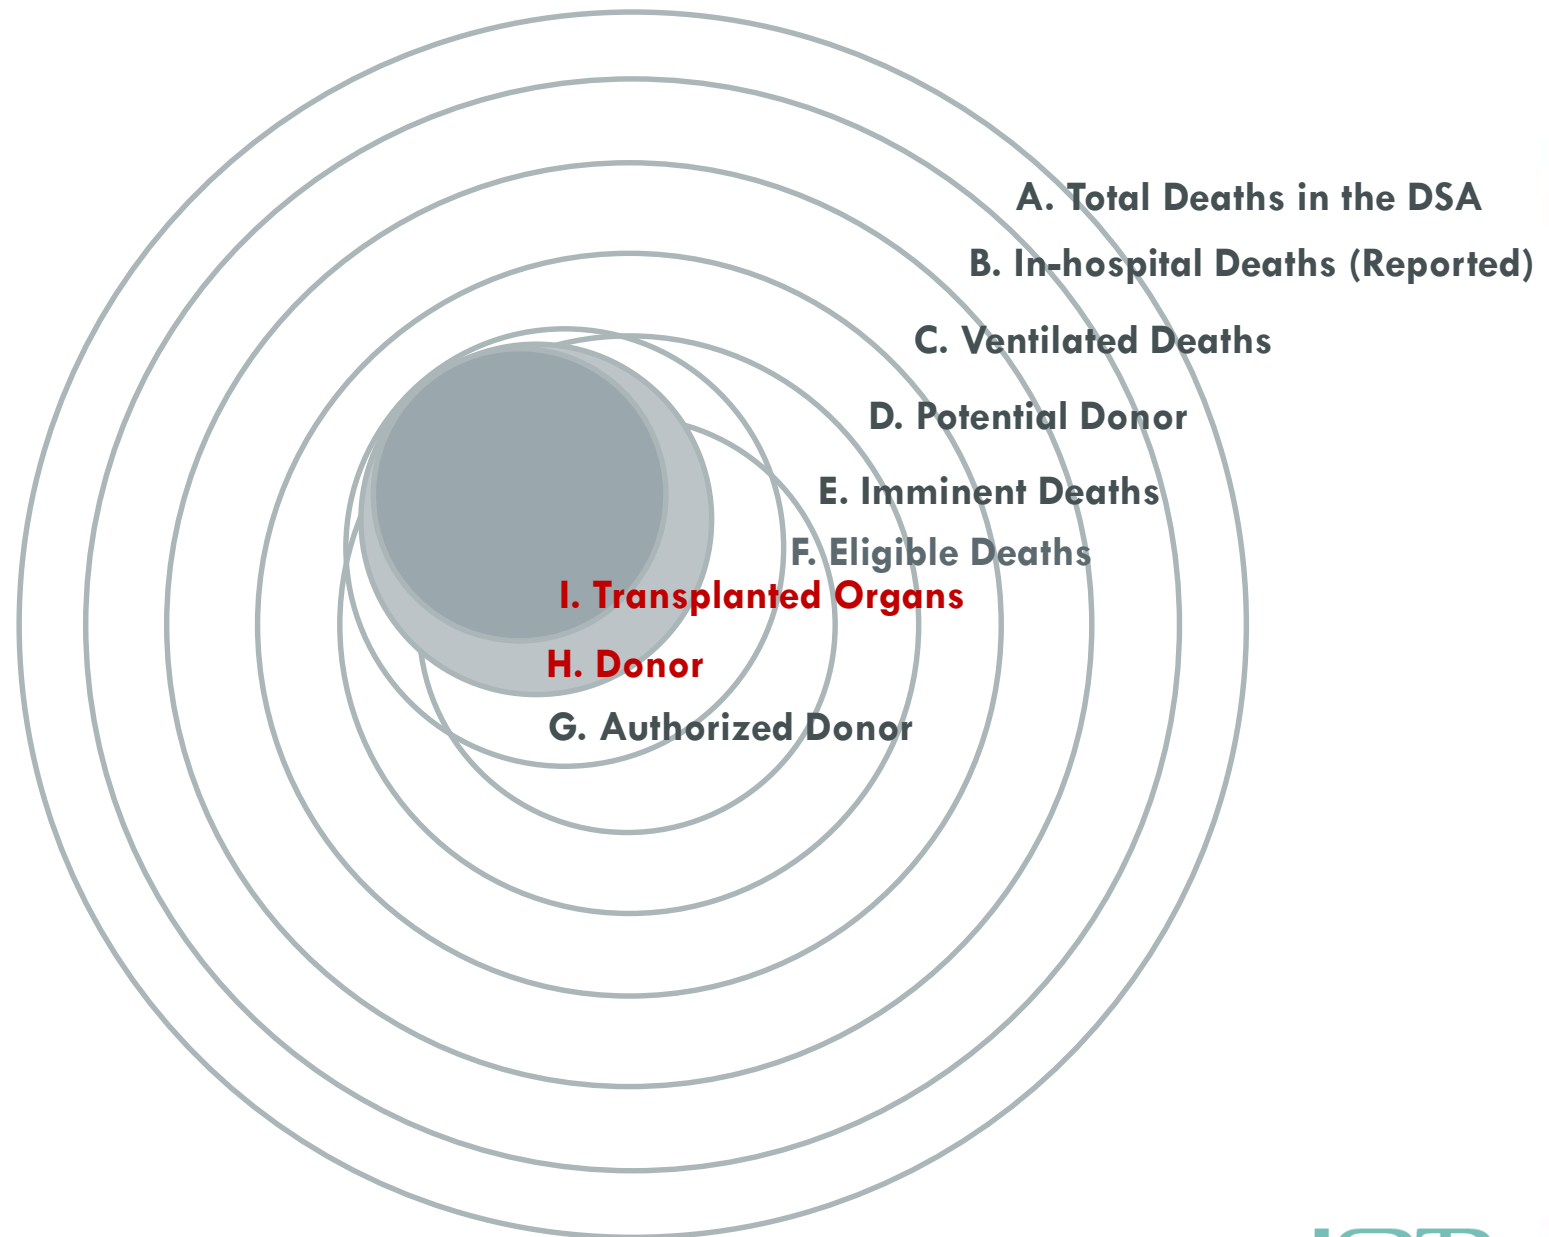 A. Total Deaths in the DSA
B. In-hospital Deaths (Reported)
C. Ventilated Deaths
D. Potential Donor
E. Imminent Deaths
F. Eligible Deaths
I. Transplanted Organs
H. Donor
G. Authorized Donor